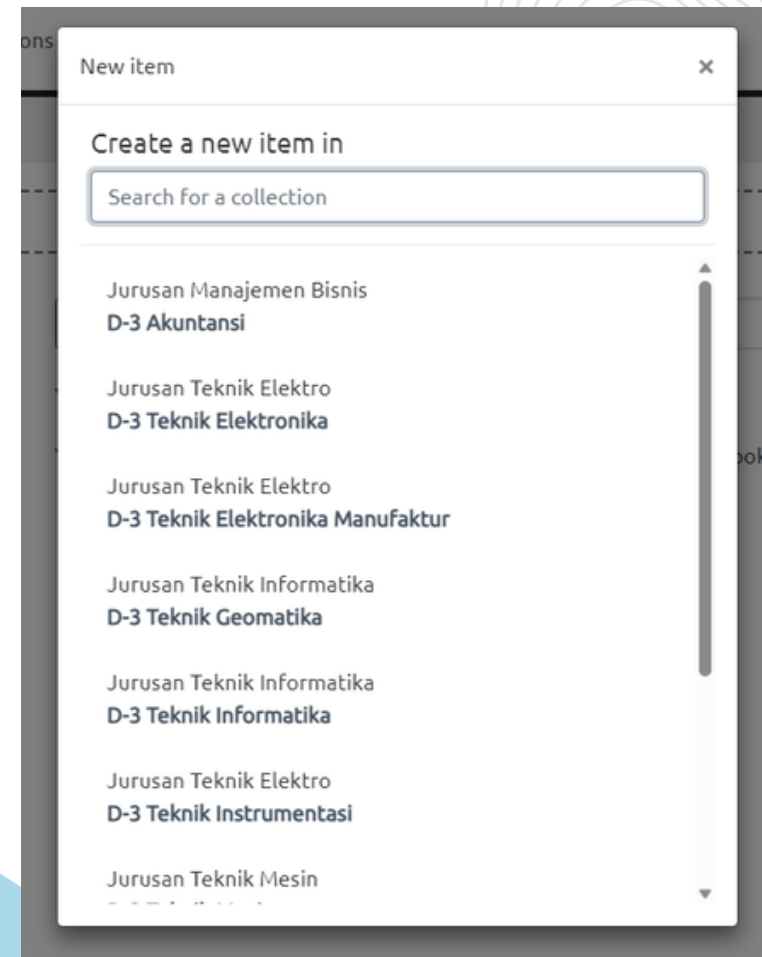 ons
New item ×
Create a new item in
Search for a collection
Jurusan Manajemen Bisnis
D-3 Akuntansi
Jurusan Teknik Elektro
D-3 Teknik Elektronika
Jurusan Teknik Elektro
D-3 Teknik Elektronika Manufaktur
Jurusan Teknik Informatika
D-3 Teknik Geomatika
Jurusan Teknik Informatika
D-3 Teknik Informatika
Jurusan Teknik Elektro
D-3 Teknik Instrumentasi
Jurusan Teknik Mesin